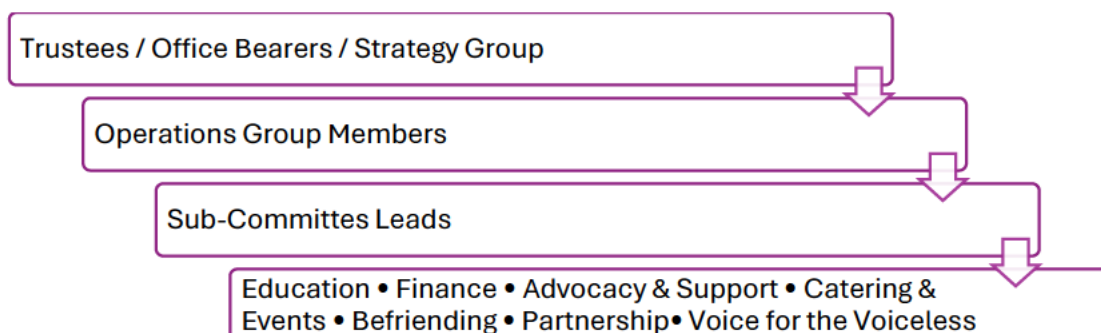 Trustees / Office Bearers / Strategy Group
Operations Group Members
Sub-Committes Leads
Education • Finance • Advocacy & Support • Catering &
Events • Befriending • Partnership• Voice for the Voiceless